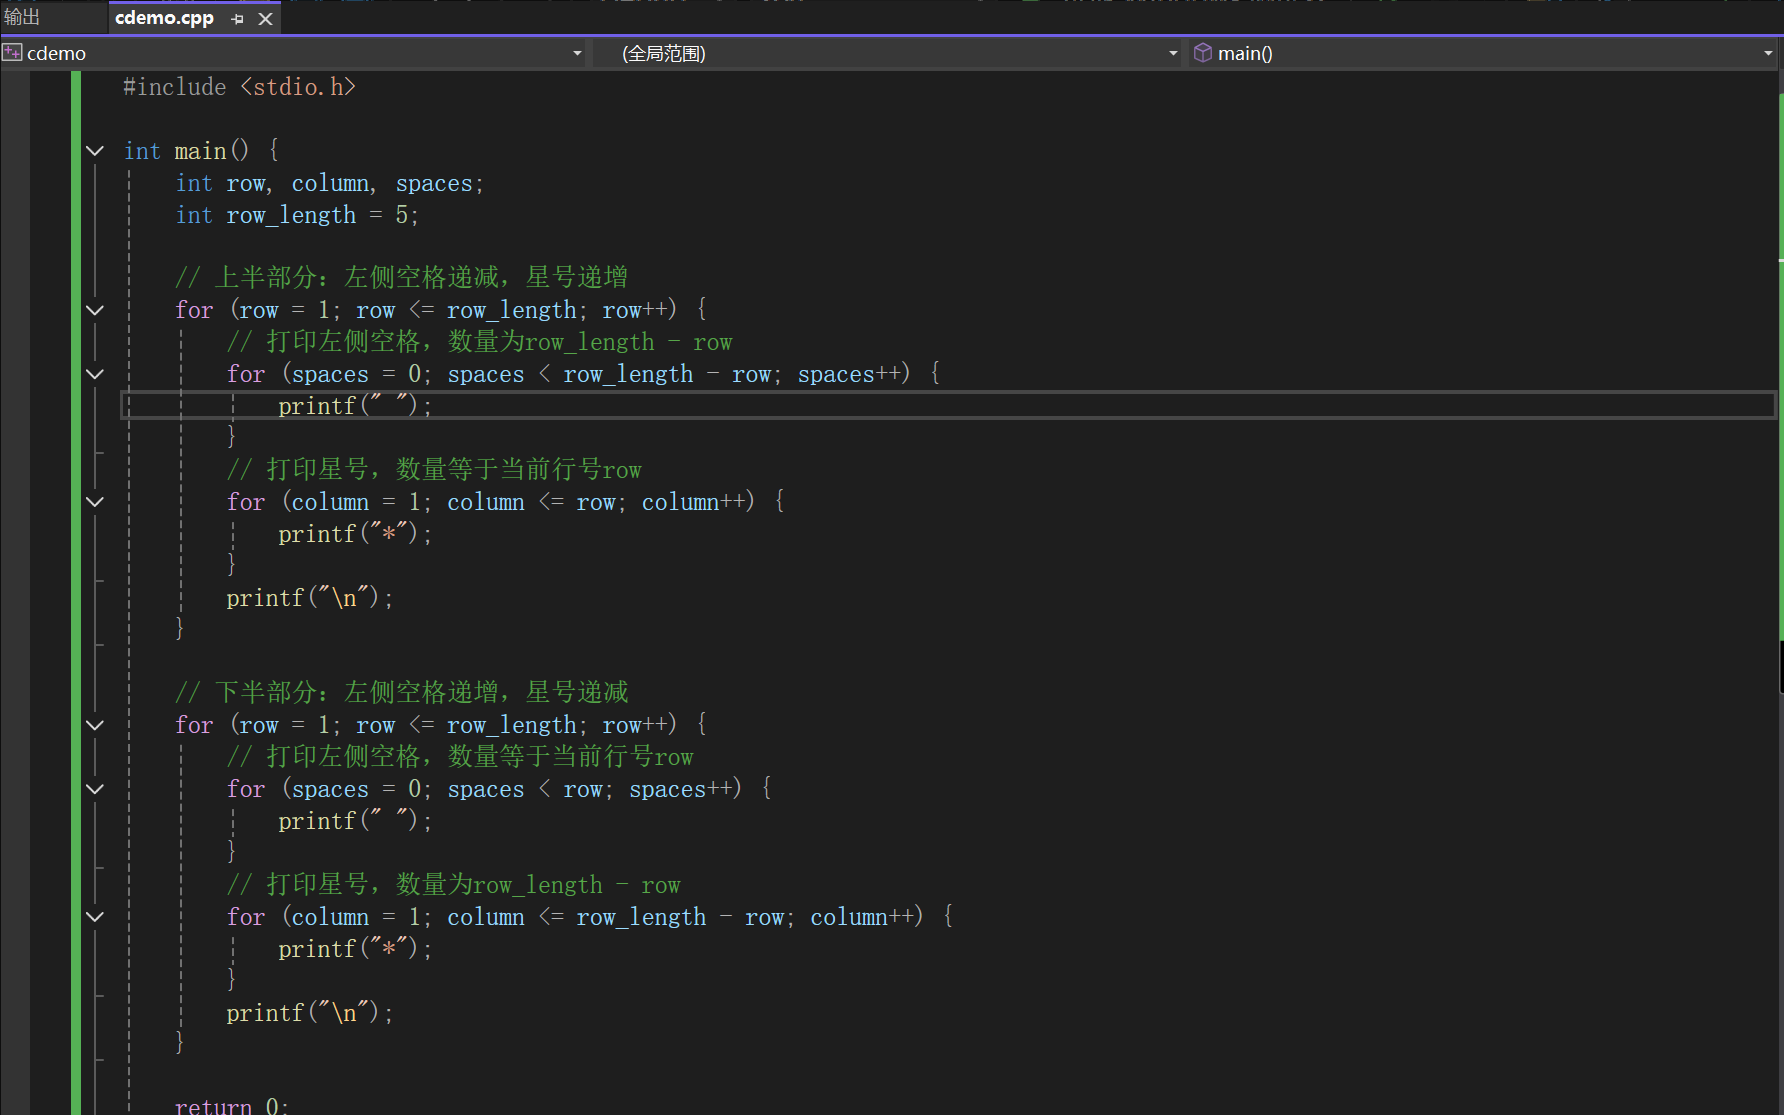 输出 cdemo.cpp
cdemo (全局范围) main()
#include <stdio.h>
int main() {
int row, column, spaces;
int row_length = 5;
// 上半部分：左侧空格递减，星号递增
for (row = 1; row <= row_length; row++) {
// 打印左侧空格，数量为row_length - row
for (spaces = 0; spaces < row_length - row; spaces++) {
printf(" ");
}
// 打印星号，数量等于当前行号row
for (column = 1; column <= row; column++) {
printf("*");
}
printf("\n");
}
// 下半部分：左侧空格递增，星号递减
for (row = 1; row <= row_length; row++) {
// 打印左侧空格，数量等于当前行号row
for (spaces = 0; spaces < row; spaces++) {
printf(" ");
}
// 打印星号，数量为row_length - row
for (column = 1; column <= row_length - row; column++) {
printf("*");
}
printf("\n");
}
return 0;